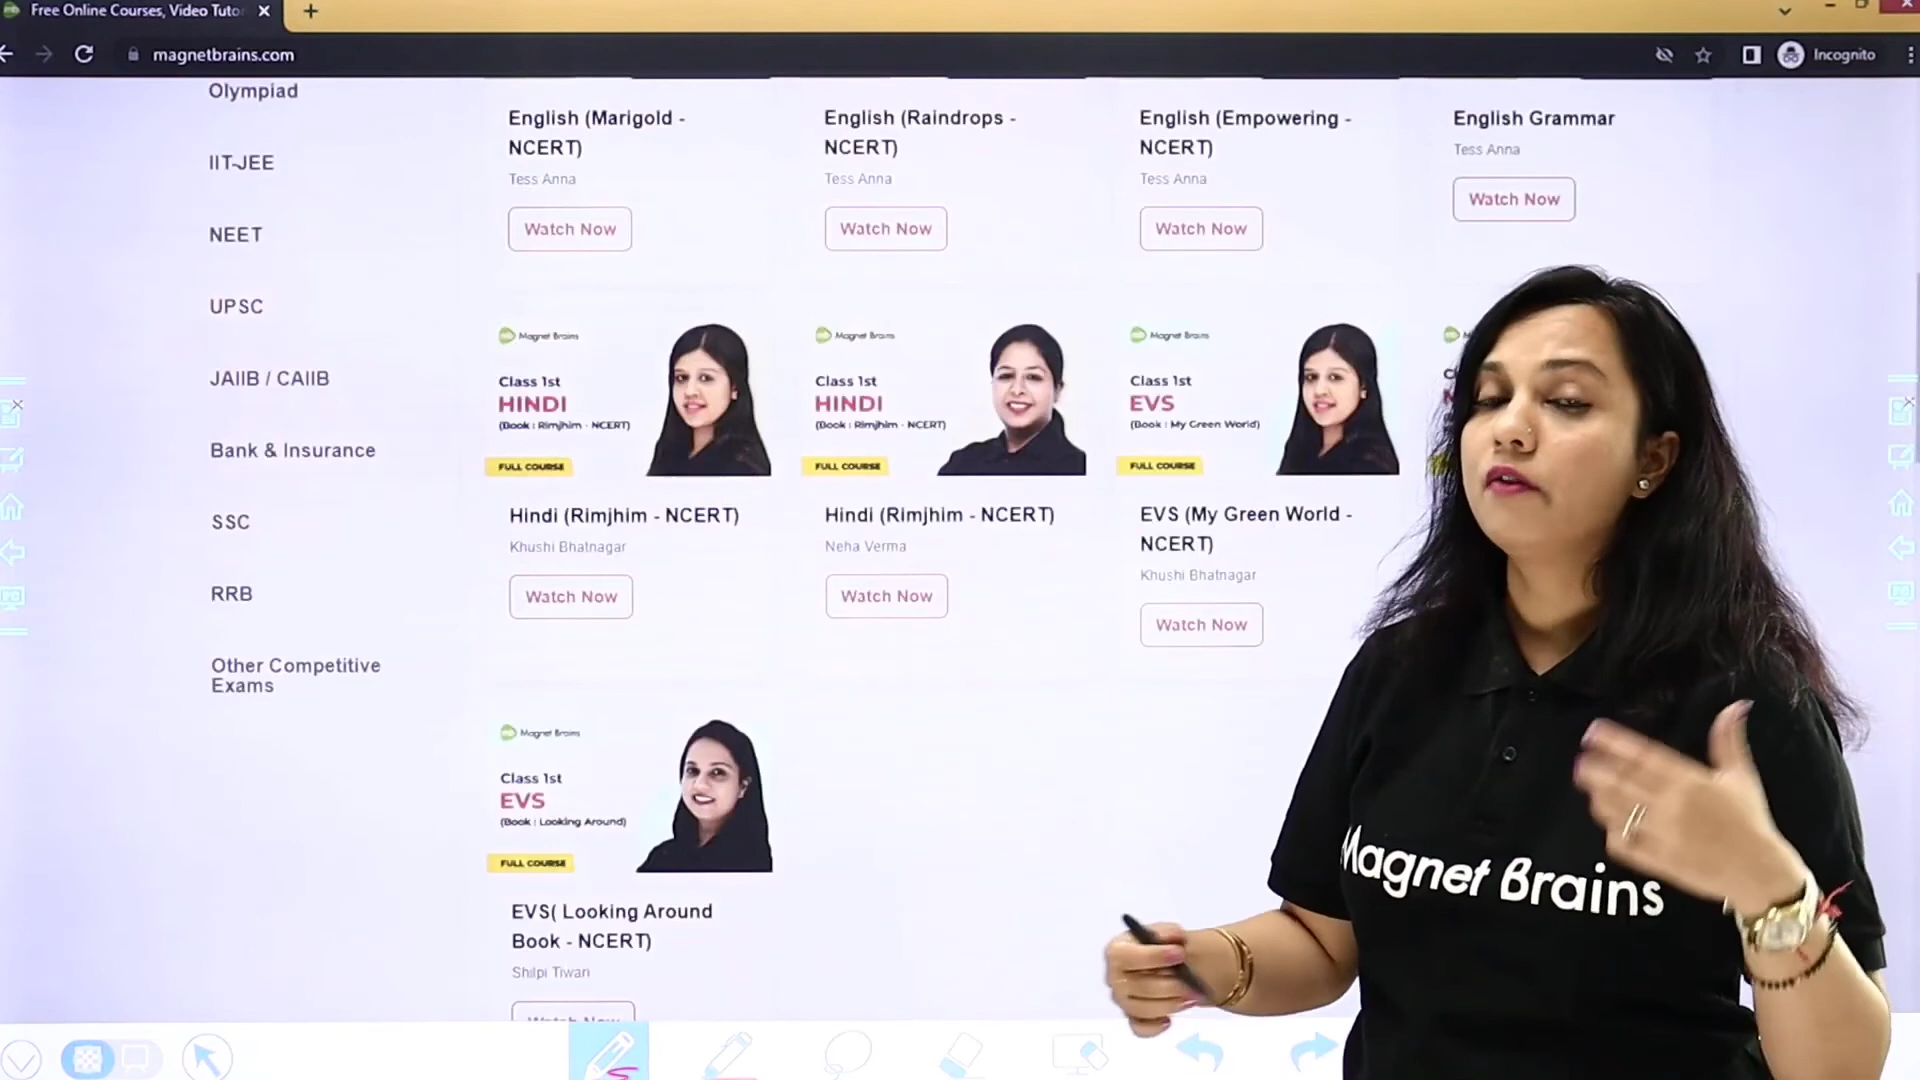 Free Online Courses, Video Tuto
magnetbrains.com
Incognito
Olympiad
IIT-JEE
NEET
UPSC
JAIIB / CAIIB
Bank & Insurance
SSC
RRB
Other Competitive
Exams
English (Marigold -
NCERT)
Tess Anna
Watch Now
English (Raindrops -
NCERT)
Tess Anna
Watch Now
English (Empowering -
NCERT)
Tess Anna
Watch Now
English Grammar
Tess Anna
Watch Now
Magnet Brains
Class 1st
HINDI
(Book : Rimjhim - NCERT)
FULL COURSE
Hindi (Rimjhim - NCERT)
Khushi Bhatnagar
Watch Now
Magnet Brains
Class 1st
HINDI
(Book : Rimjhim - NCERT)
FULL COURSE
Hindi (Rimjhim - NCERT)
Neha Verma
Watch Now
Magnet Brains
Class 1st
EVS
(Book : My Green World)
FULL COURSE
EVS (My Green World -
NCERT)
Khushi Bhatnagar
Watch Now
Magnet Brains
Class 1st
EVS
(Book : Looking Around)
FULL COURSE
EVS( Looking Around
Book - NCERT)
Shilpi Tiwari
Watch Now
Magnet Brains